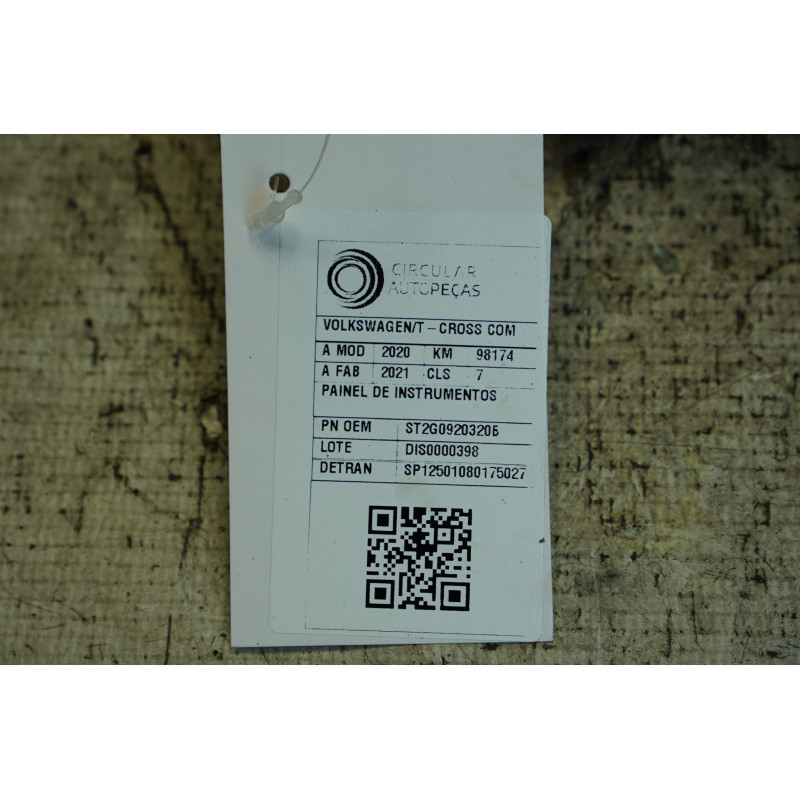 CIRCULAR
AUTOPEÇAS
VOLKSWAGEN/T-CROSS COM
A MOD 2020 KM 98174
A FAB 2021 CLS 7
PAINEL DE INSTRUMENTOS
PN OEM
LOTE DIS0000398
DETRAN SP12501080175027